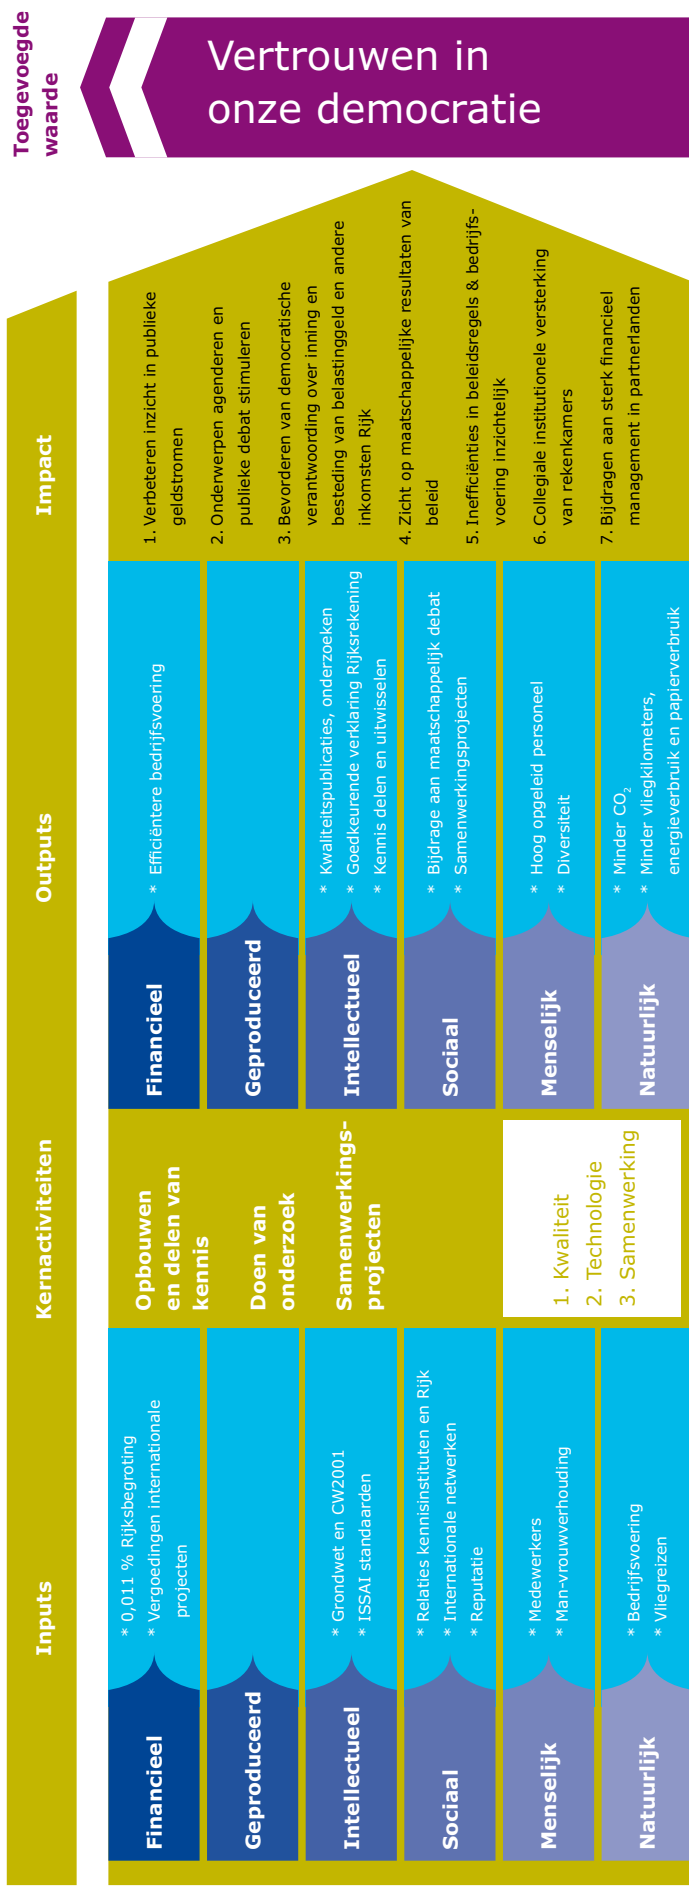 Inputs
Kernactiviteiten
Outputs
Impact
Toegevoegde
waarde
Financieel
* 0,011 % Rijksbegroting
* Vergoedingen internationale
projecten
Geproduceerd
Intellectueel
* Grondwet en CW2001
* ISSAI standaarden
Sociaal
* Relaties kennisinstituten en Rijk
* Internationale netwerken
* Reputatie
Menselijk
* Medewerkers
* Man-vrouwverhouding
Natuurlijk
* Bedrijfsvoering
* Vliegreizen
Opbouwen
en delen van
kennis
Doen van
onderzoek
Samenwerkings-
projecten
1. Kwaliteit
2. Technologie
3. Samenwerking
Financieel
* Efficiëntere bedrijfsvoering
Geproduceerd
Intellectueel
* Kwaliteitspublicaties, onderzoeken
* Goedkeurende verklaring Rijksrekening
* Kennis delen en uitwisselen
Sociaal
* Bijdrage aan maatschappelijk debat
* Samenwerkingsprojecten
Menselijk
* Hoog opgeleid personeel
* Diversiteit
Natuurlijk
* Minder CO₂
* Minder vliegkilometers,
energieverbruik en papierverbruik
1. Verbeteren inzicht in publieke
geldstromen
2. Onderwerpen agenderen en
publieke debat stimuleren
3. Bevorderen van democratische
verantwoording over inning en
besteding van belastinggeld en andere
inkomsten Rijk
4. Zicht op maatschappelijke resultaten van
beleid
5. Inefficiënties in beleidsregels & bedrijfs-
voering inzichtelijk
6. Collegiale institutionele versterking
van rekenkamers
7. Bijdragen aan sterk financieel
management in partnerlanden
Vertrouwen in
onze democratie